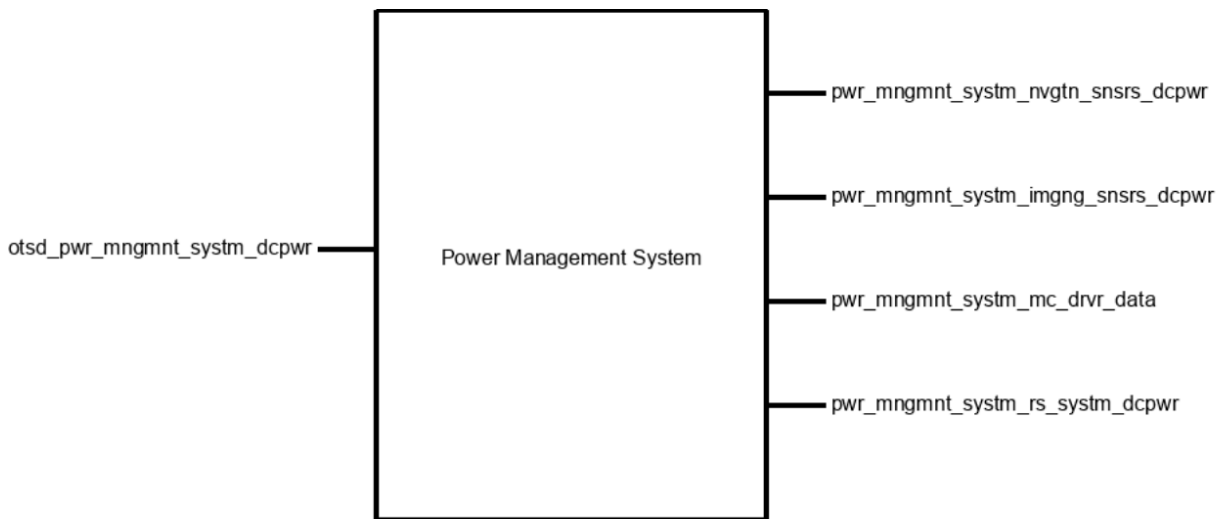 pwr_mngmnt_systm_nvgtn_snsrs_dcpwr
pwr_mngmnt_systm_imgng_snsrs_dcpwr
otsd_pwr_mngmnt_systm_dcpwr
Power Management System
pwr_mngmnt_systm_mc_drvr_data
pwr_mngmnt_systm_rs_systm_dcpwr